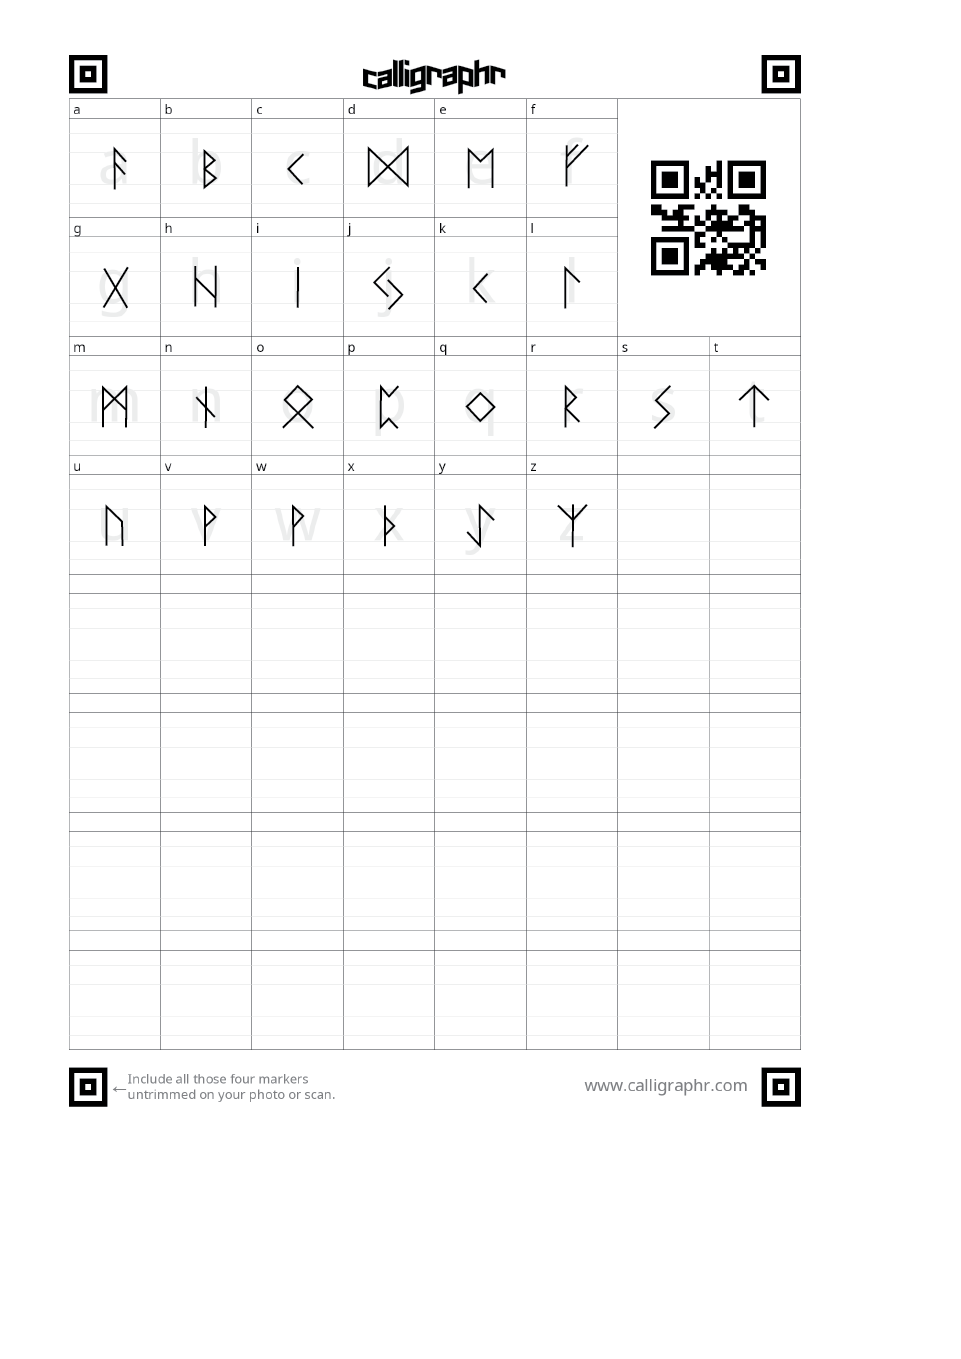 calligraphr
a b c d e f
ᚨ ᛒ ᚲ ᛞ ᛖ ᚠ
g h i j k l
ᚷ ᚺ ᛁ ᛃ ᚲ ᛚ
m n o p q r s t
ᛗ ᚾ ᛟ ᛈ ᛜ ᚱ ᛊ ᛏ
u v w x y z
ᚢ ᚹ ᚹ ᚦ ᛇ ᛉ
←Include all those four markers
untrimmed on your photo or scan.
www.calligraphr.com